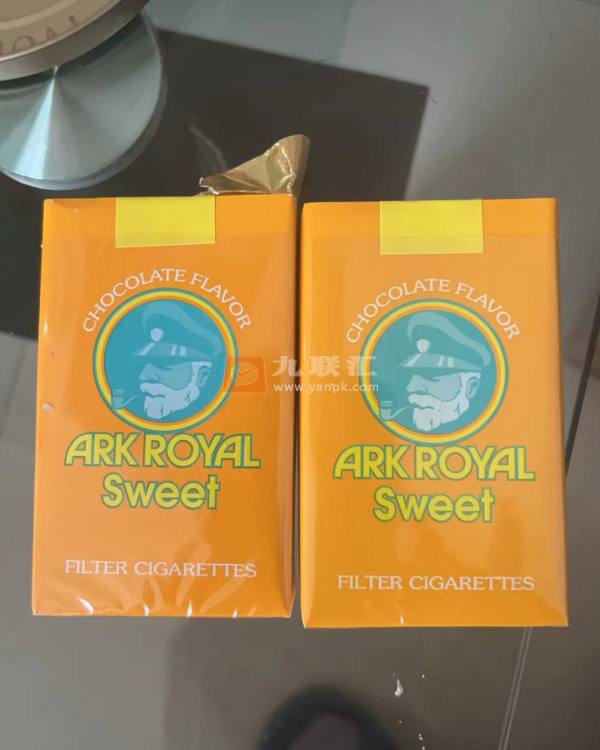 CHOCOLATE FLAVOR
ARK ROYAL
Sweet
FILTER CIGARETTES
CHOCOLATE FLAVOR
ARK ROYAL
Sweet
FILTER CIGARETTES
九联汇
www.yanpk.com